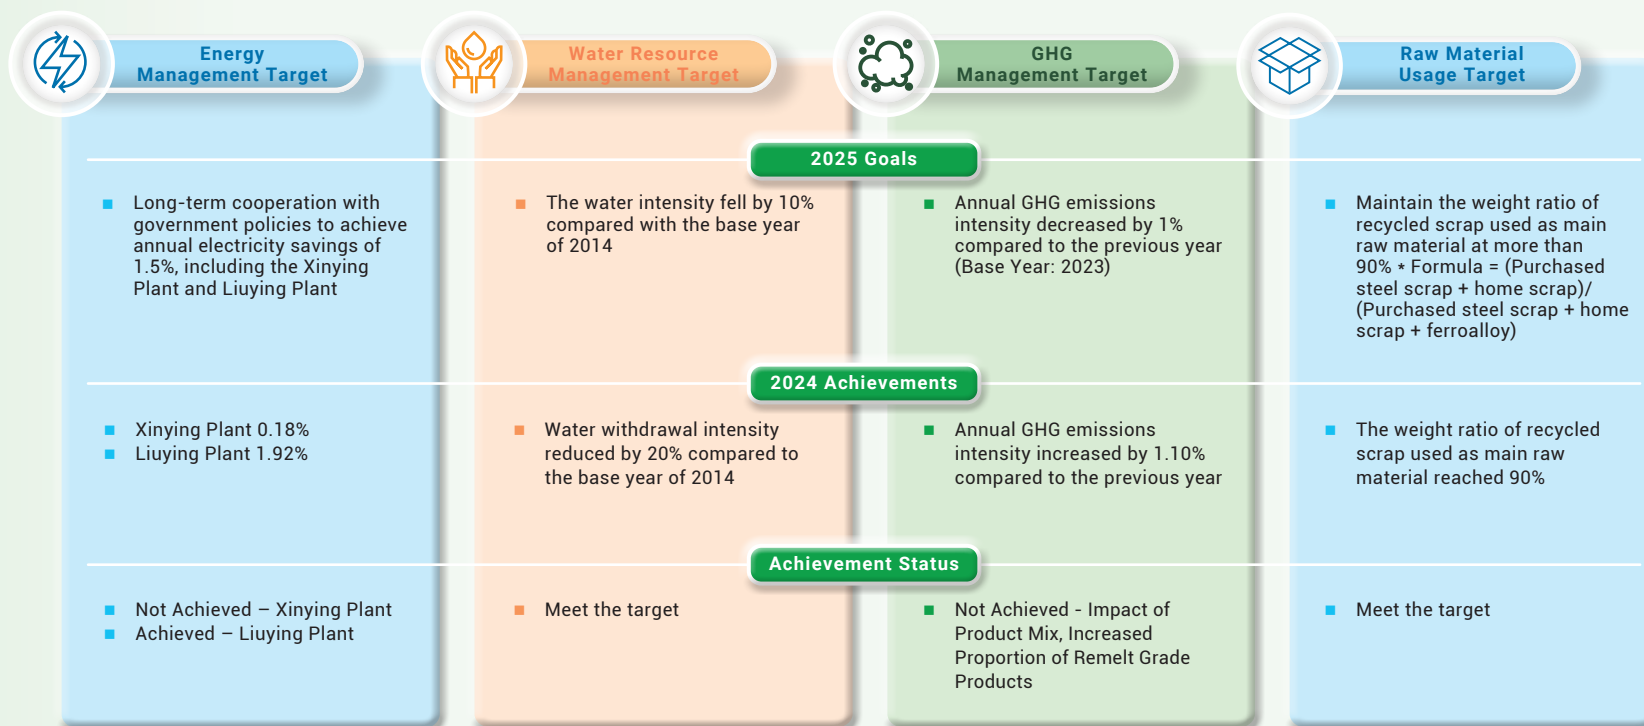 Energy
Management Target
Water Resource
Management Target
GHG
Management Target
Raw Material
Usage Target
2025 Goals
Long-term cooperation with
government policies to achieve
annual electricity savings of
1.5%, including the Xinying
Plant and Liuying Plant
The water intensity fell by 10%
compared with the base year
of 2014
Annual GHG emissions
intensity decreased by 1%
compared to the previous year
(Base Year: 2023)
Maintain the weight ratio of
recycled scrap used as main
raw material at more than
90% * Formula = (Purchased
steel scrap + home scrap)/
(Purchased steel scrap + home
scrap + ferroalloy)
2024 Achievements
Xinying Plant 0.18%
Liuying Plant 1.92%
Water withdrawal intensity
reduced by 20% compared to
the base year of 2014
Annual GHG emissions
intensity increased by 1.10%
compared to the previous year
The weight ratio of recycled
scrap used as main raw
material reached 90%
Achievement Status
Not Achieved – Xinying Plant
Achieved – Liuying Plant
Meet the target
Not Achieved - Impact of
Product Mix, Increased
Proportion of Remelt Grade
Products
Meet the target